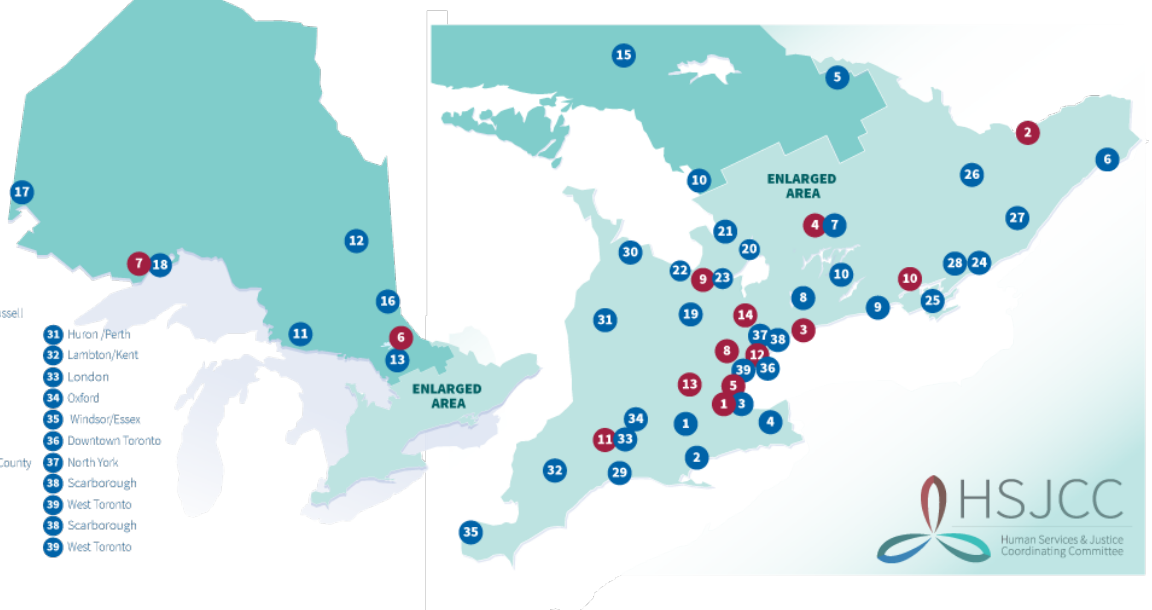 17
12
7
18
16
11
6
13
ENLARGED
AREA
ssell
31 Huron /Perth
32 Lambton/Kent
33 London
34 Oxford
35 Windsor/Essex
36 Downtown Toronto
County 37 North York
38 Scarborough
39 West Toronto
38 Scarborough
39 West Toronto
15
5
2
6
10
ENLARGED
AREA
26
21
4
7
27
30
20
22
9
23
10
28
24
10
8
25
9
31
19
14
3
37
38
8
12
39
36
13
5
1
3
34
1
4
11
33
2
32
29
35
HSJCC
Human Services & Justice
Coordinating Committee